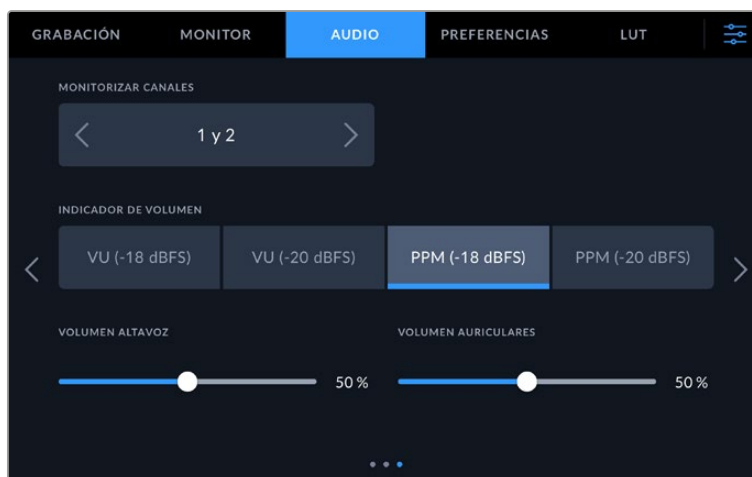 GRABACIÓN MONITOR AUDIO PREFERENCIAS LUT
MONITORIZAR CANALES
1 y 2
INDICADOR DE VOLUMEN
VU (-18 dBFS) VU (-20 dBFS) PPM (-18 dBFS) PPM (-20 dBFS)
VOLUMEN ALTAVOZ VOLUMEN AURICULARES
50 % 50 %